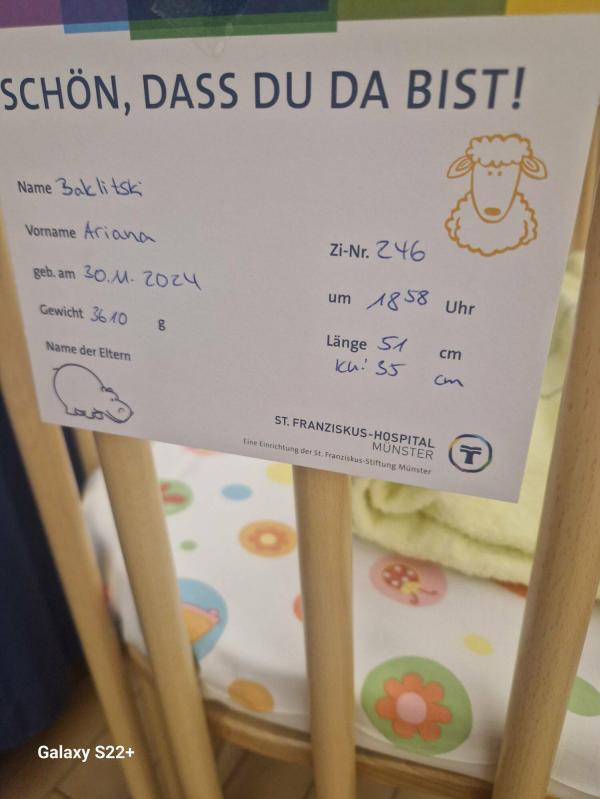 SCHÖN, DASS DU DA BIST!
Name Baklitski
Vorname Ariana
Zi-Nr. 246
geb. am 30.11.2024
um 18 58 Uhr
Gewicht 3610 g
Länge 51 cm
KU: 35 cm
Name der Eltern
ST. FRANZISKUS-HOSPITAL
MÜNSTER
Eine Einrichtung der St. Franziskus-Stiftung Münster
Galaxy S22+